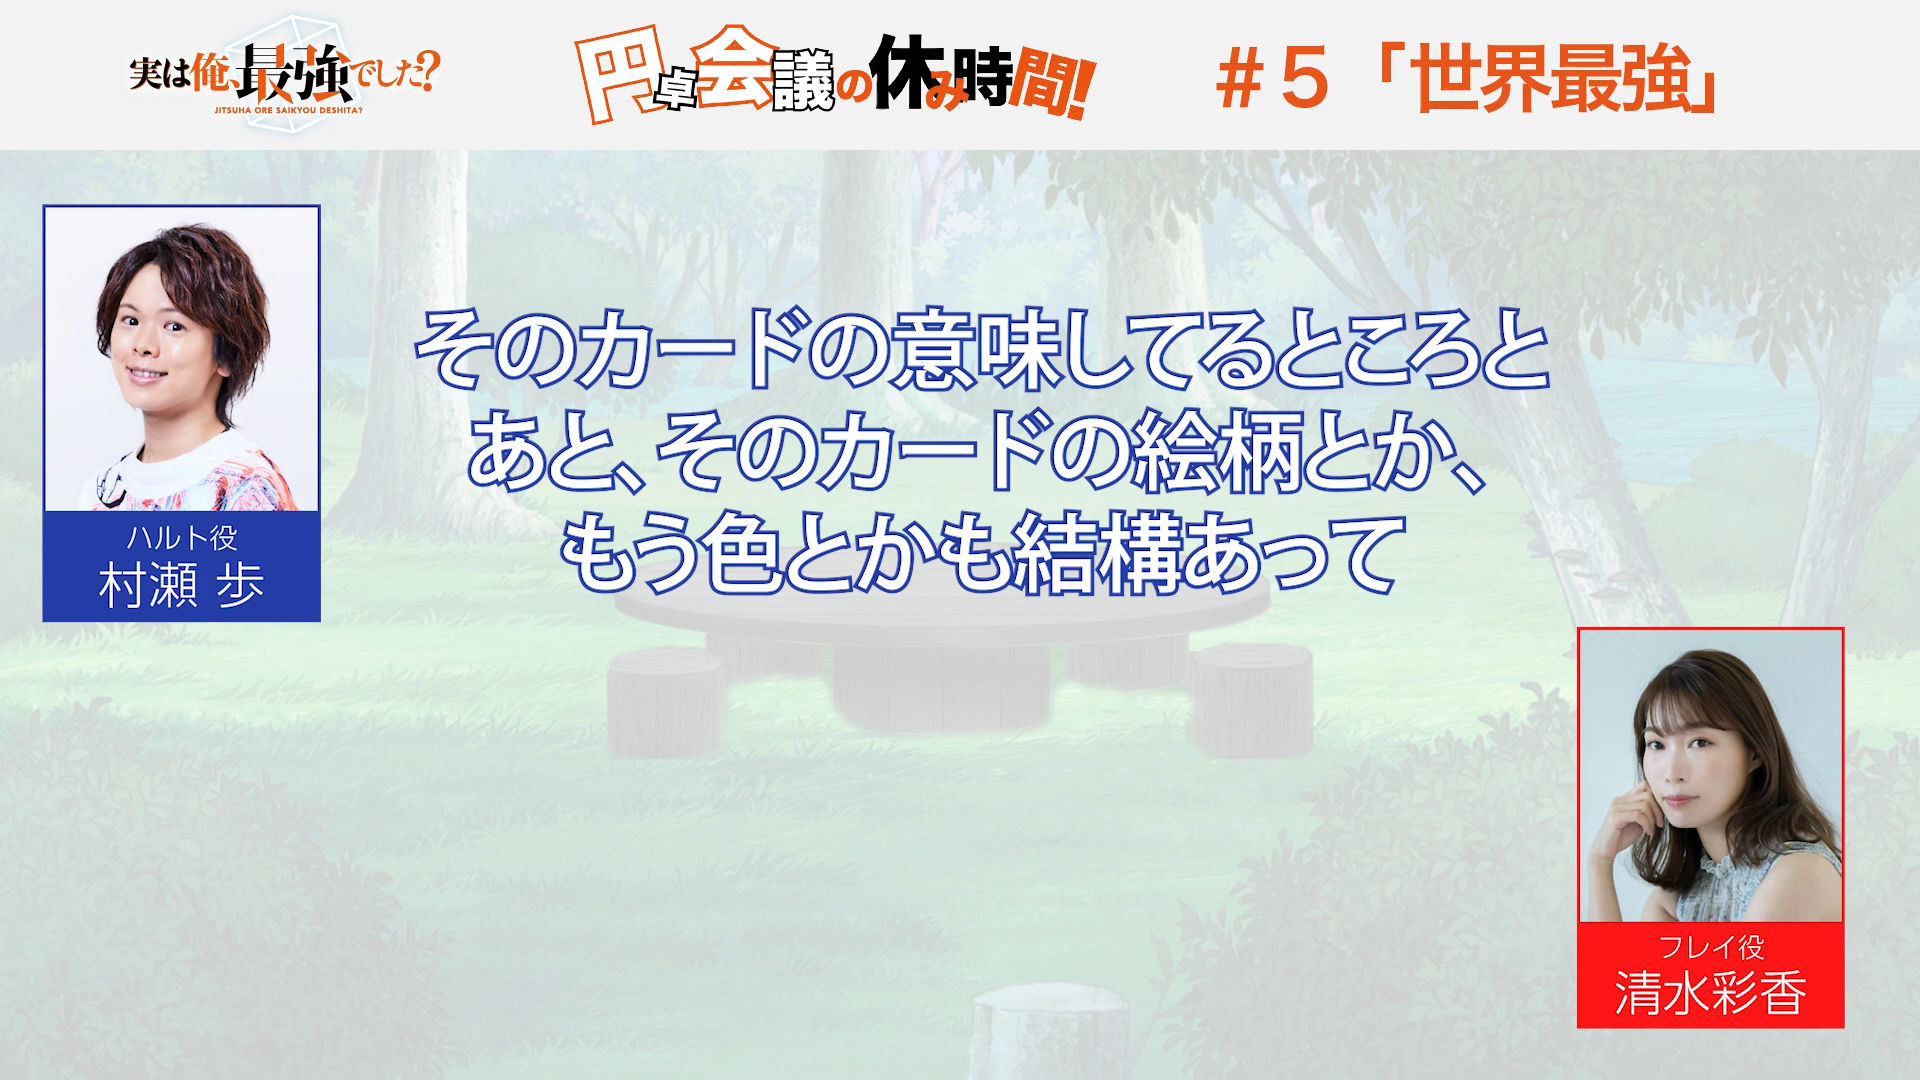 実は俺、最強でした?
JITSUHA ORE SAIKYOU DESHITA?
円卓会議の休み時間!
#5「世界最強」
そのカードの意味してるところと
あと、そのカードの絵柄とか、
もう色とかも結構あって
ハルト役
村瀬 歩
フレイ役
清水彩香